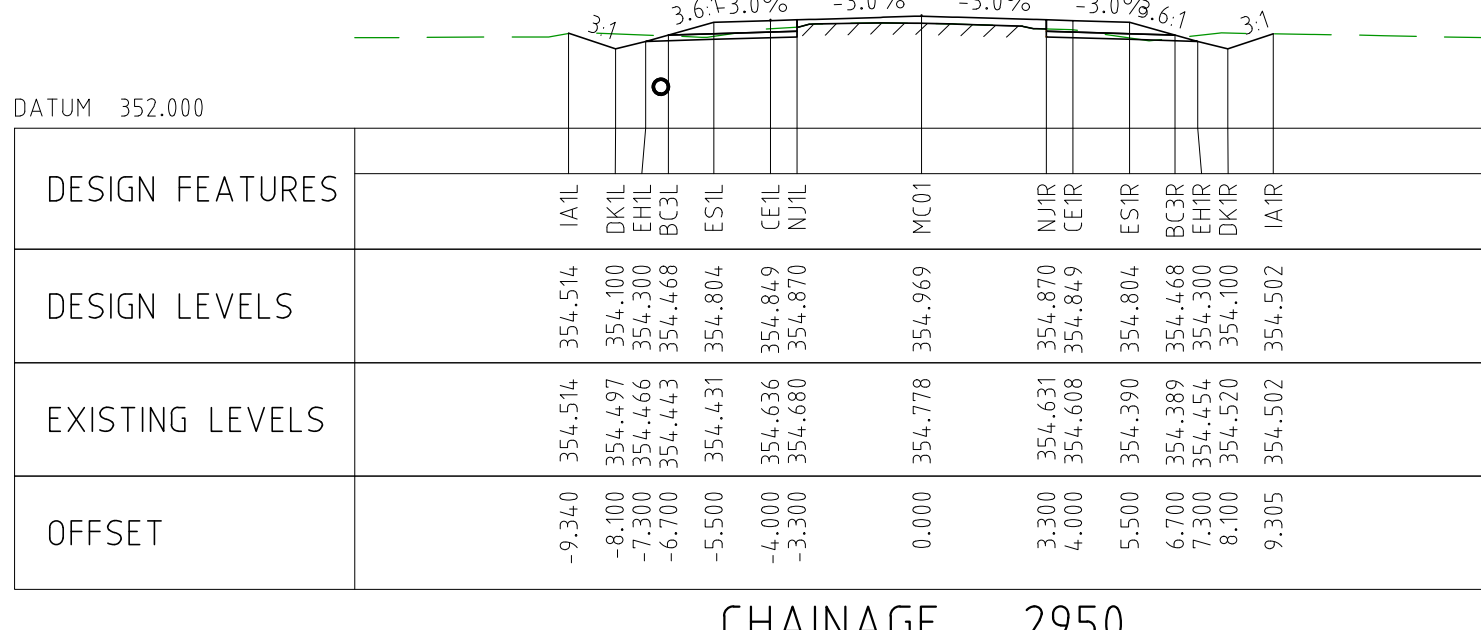 3:1 3.6:1 -3.0% -3.0% -3.0% -3.0% 3.6:1 3:1
DATUM 352.000
DESIGN FEATURES IA1L DK1L EH1L BC3L ES1L CE1L NJ1L MC01 NJ1R CE1R ES1R BC3R EH1R DK1R IA1R
DESIGN LEVELS 354.514 354.100 354.300 354.468 354.804 354.849 354.870 354.969 354.870 354.849 354.804 354.468 354.300 354.100 354.502
EXISTING LEVELS 354.514 354.497 354.466 354.443 354.431 354.636 354.680 354.778 354.631 354.608 354.390 354.389 354.454 354.520 354.502
OFFSET -9.340 -8.100 -7.300 -6.700 -5.500 -4.000 -3.300 0.000 3.300 4.000 5.500 6.700 7.300 8.100 9.305
CHAINAGE 2950